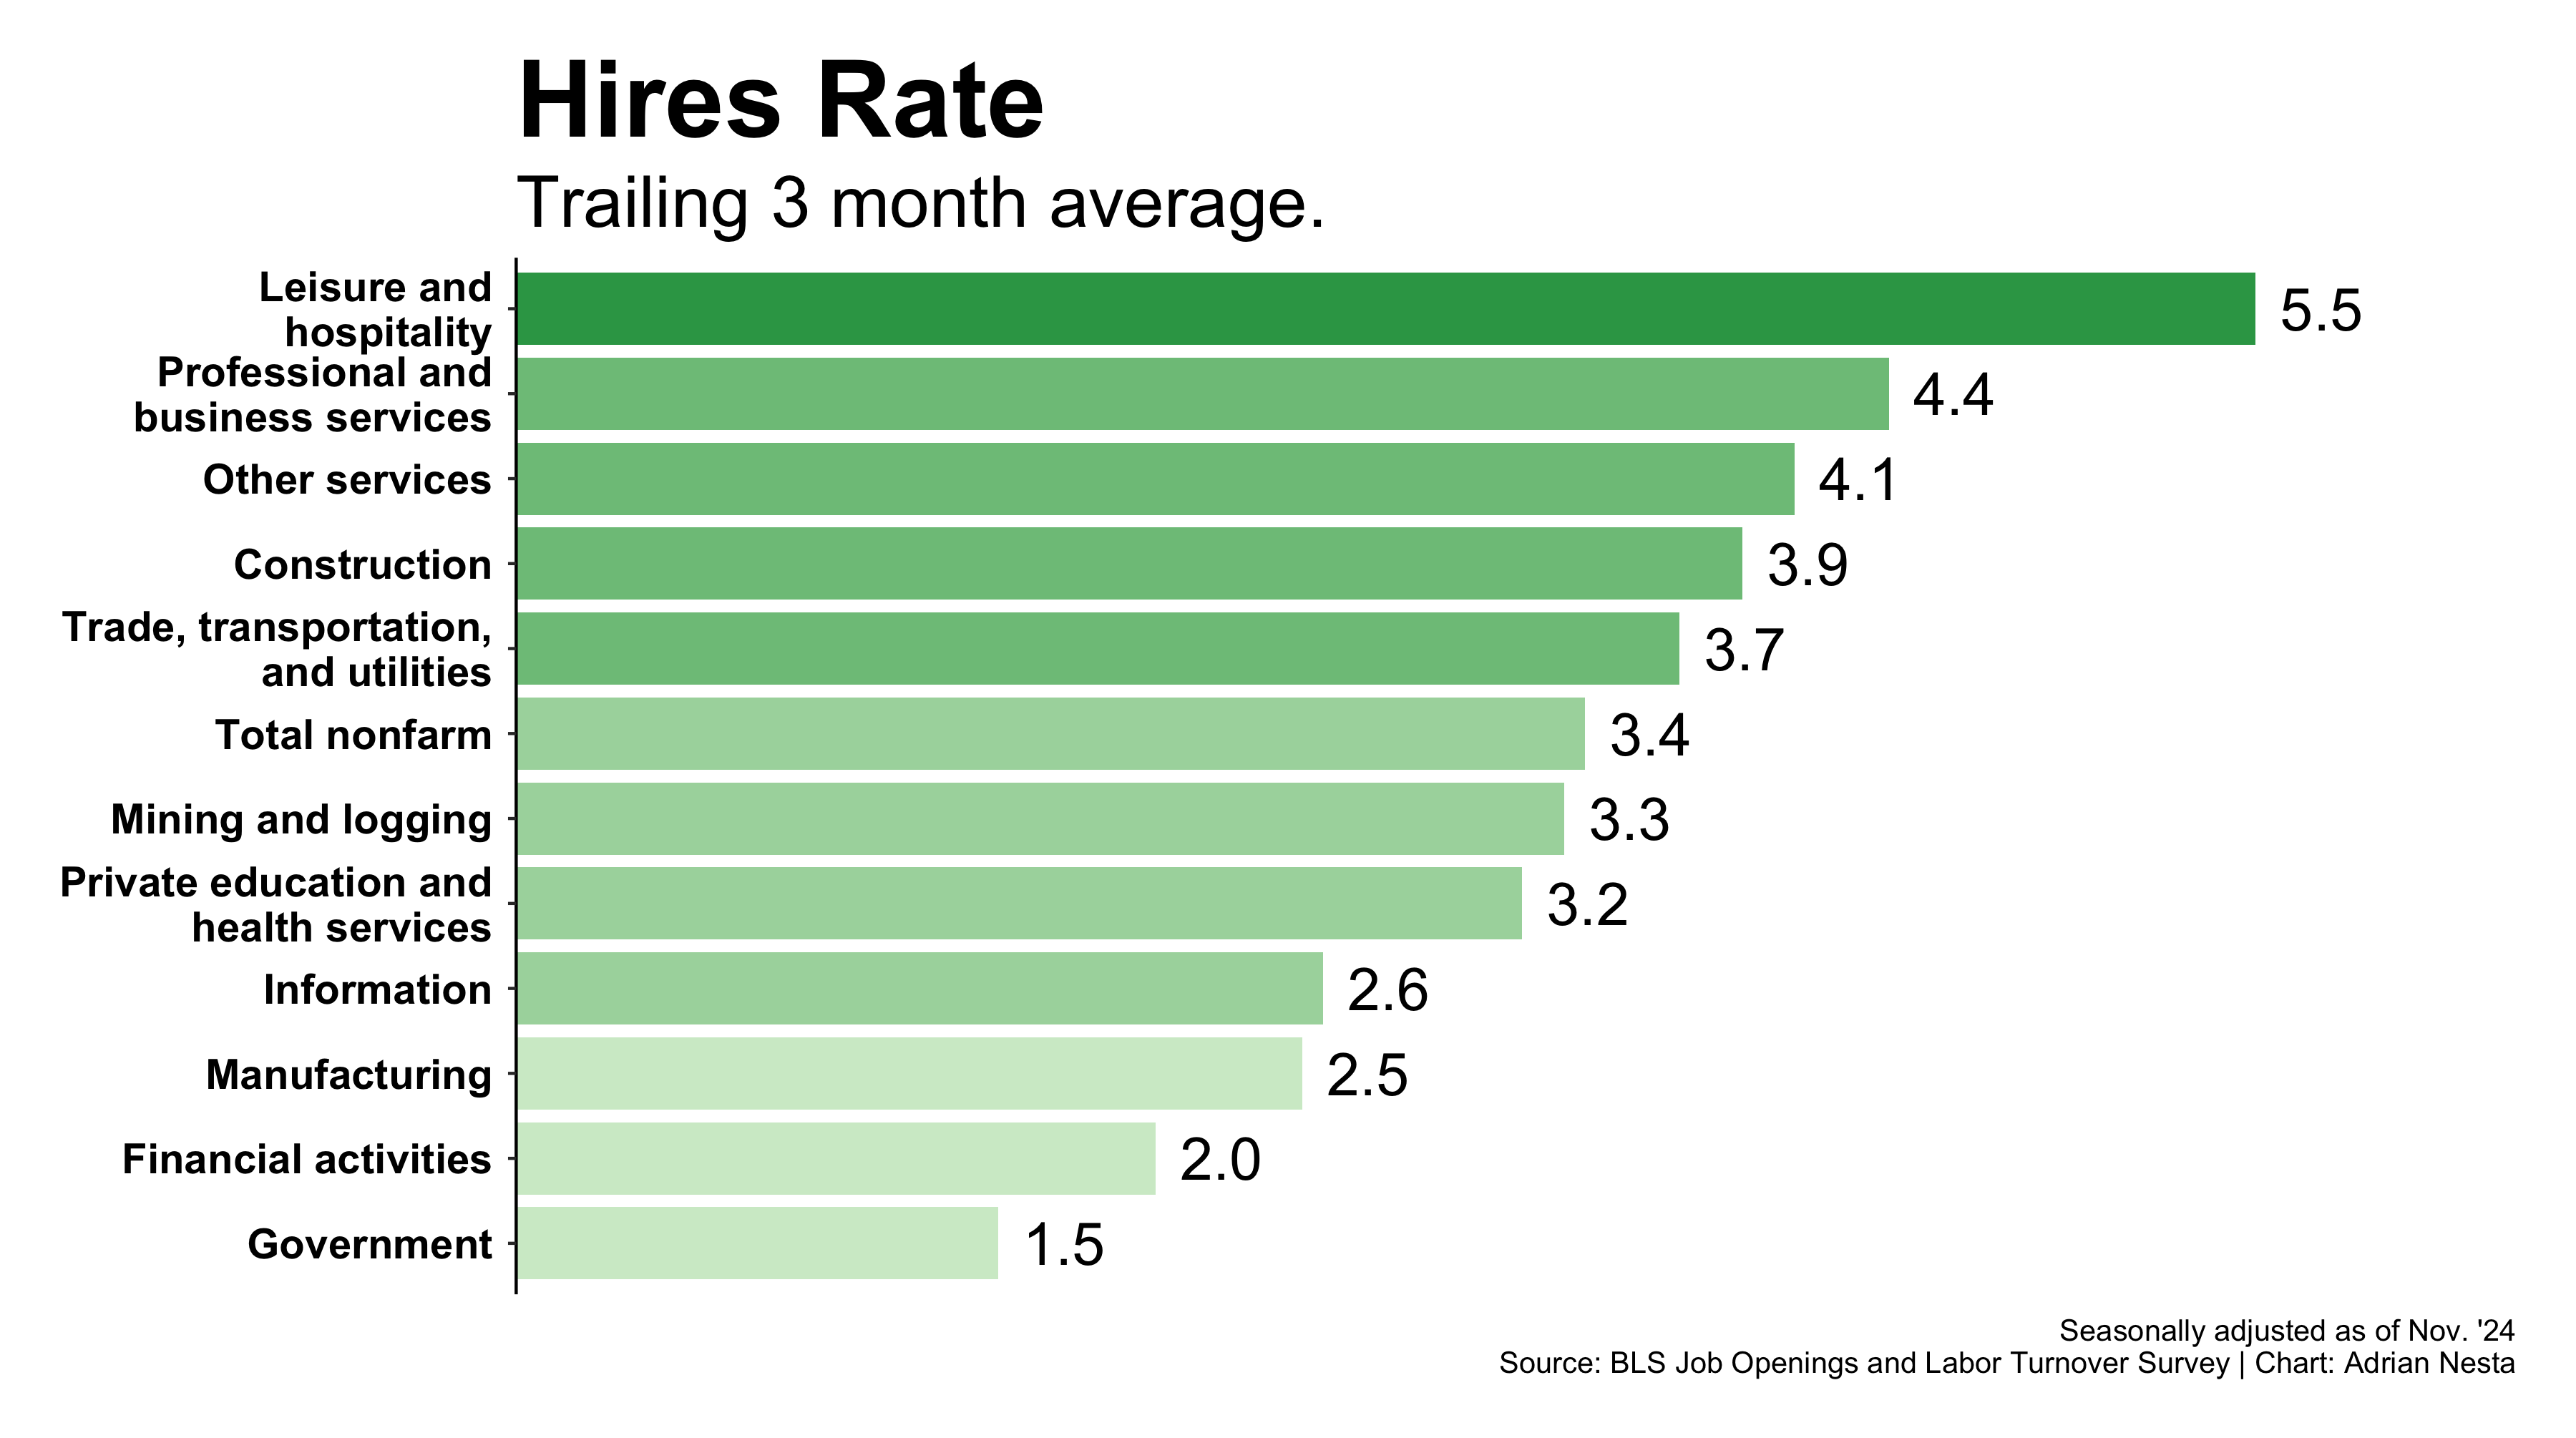 Hires Rate
Trailing 3 month average.
Leisure and
hospitality
5.5
Professional and
business services
4.4
Other services
4.1
Construction
3.9
Trade, transportation,
and utilities
3.7
Total nonfarm
3.4
Mining and logging
3.3
Private education and
health services
3.2
Information
2.6
Manufacturing
2.5
Financial activities
2.0
Government
1.5
Seasonally adjusted as of Nov. '24
Source: BLS Job Openings and Labor Turnover Survey | Chart: Adrian Nesta